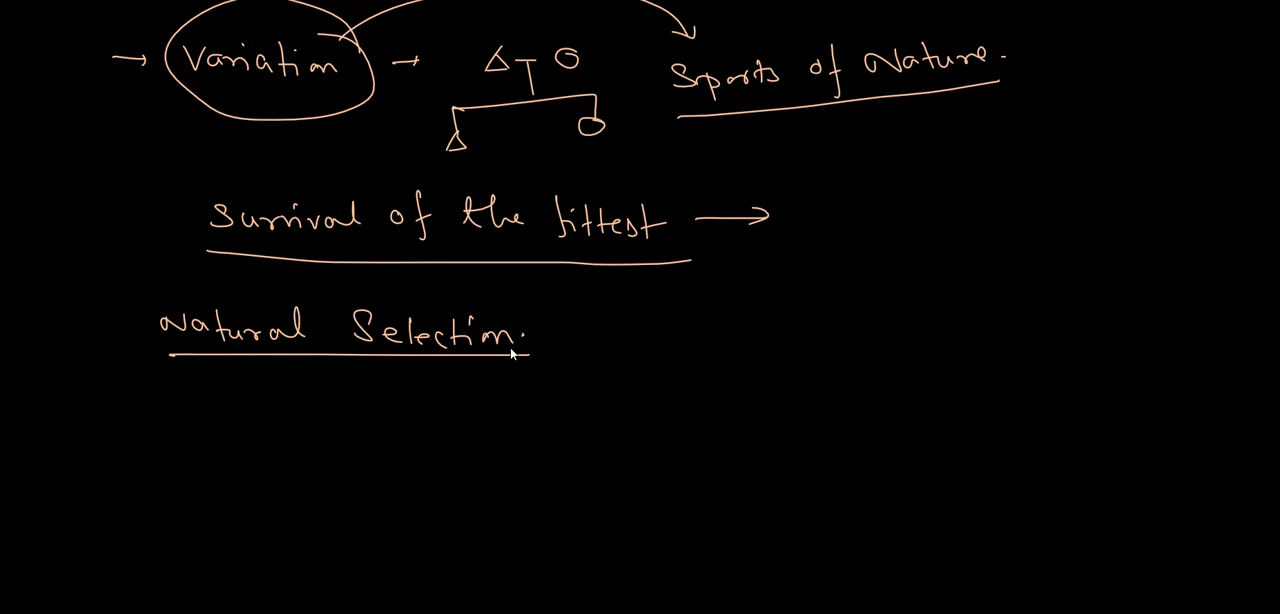 → Variation → Sports of Nature.
Survival of the fittest →
Natural Selection.